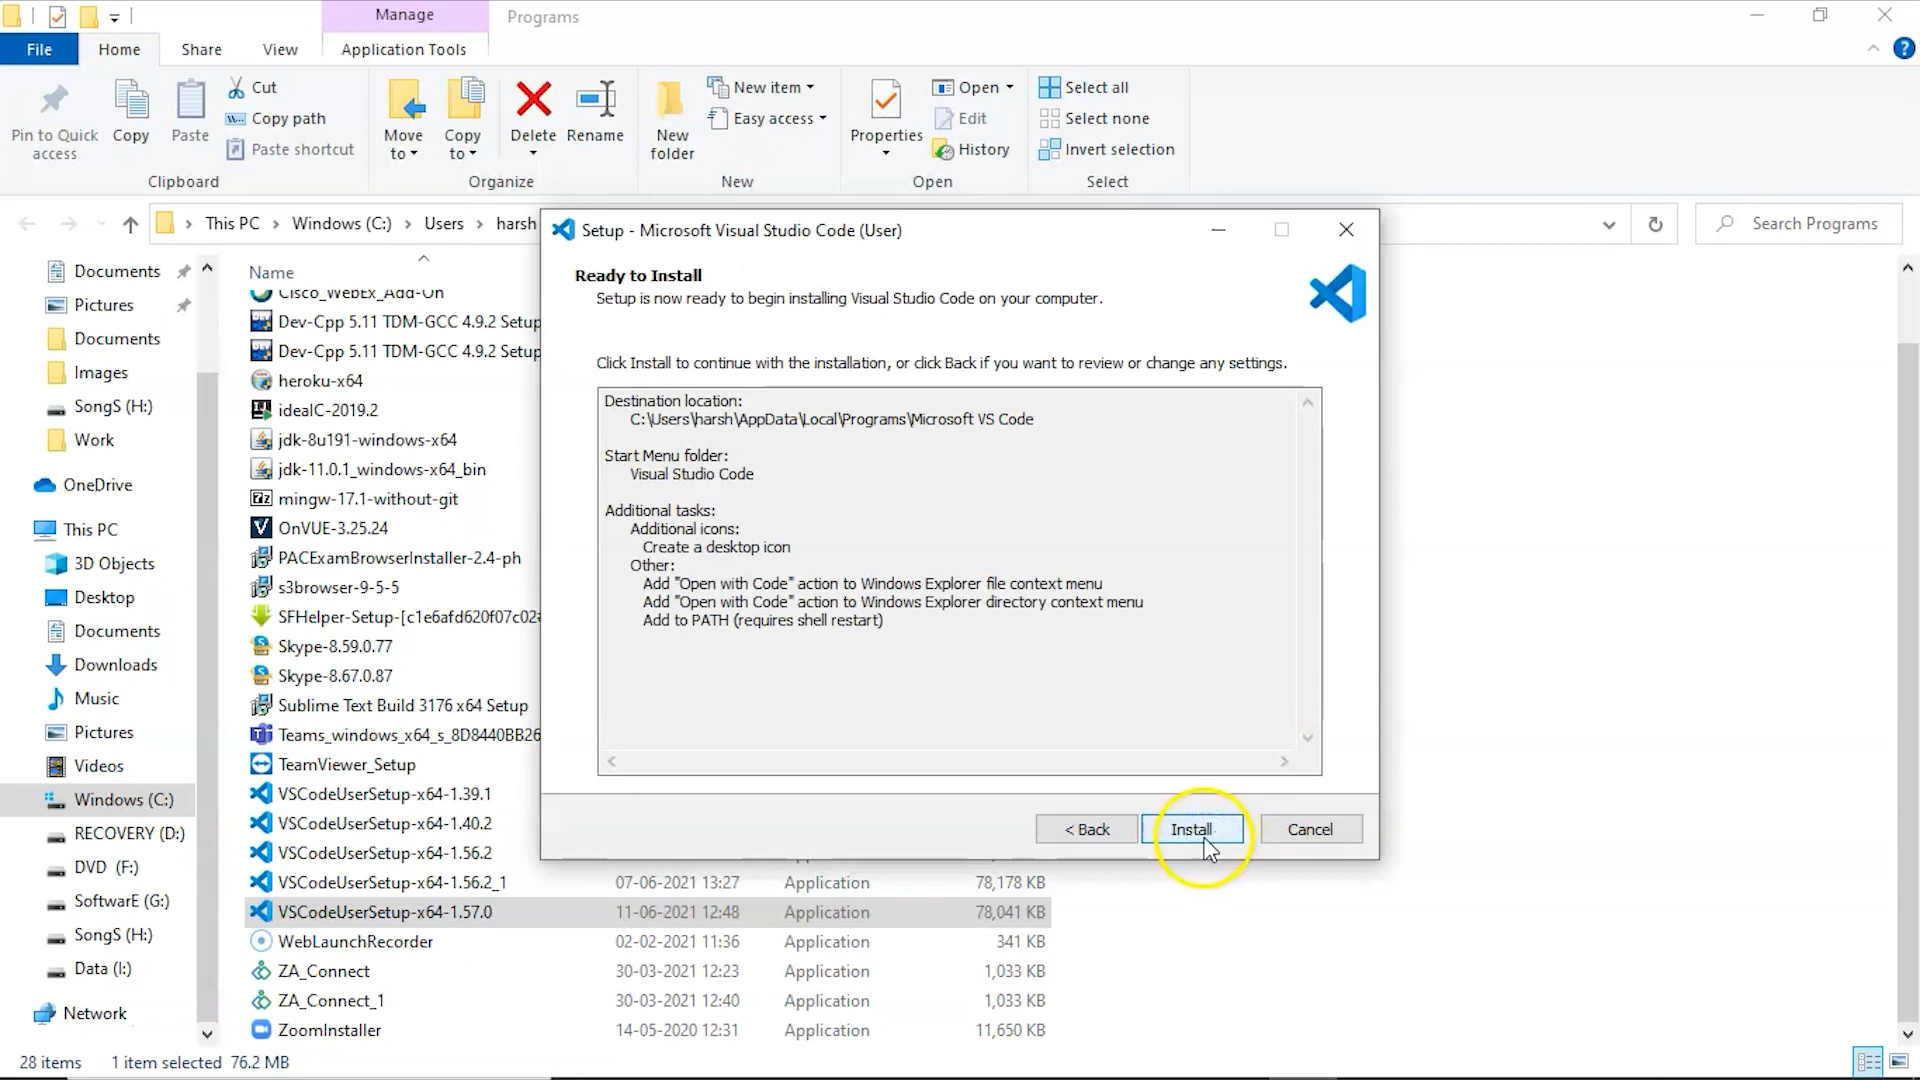 Manage
Programs
File
Home
Share
View
Application Tools
Pin to Quick access
Copy
Paste
Cut
Copy path
Paste shortcut
Clipboard
Move to
Copy to
Delete
Rename
Organize
New folder
New item
Easy access
New
Properties
Open
Edit
History
Open
Select all
Select none
Invert selection
Select
This PC > Windows (C:) > Users > harsh
Search Programs
Documents
Pictures
Documents
Images
SongS (H:)
Work
OneDrive
This PC
3D Objects
Desktop
Documents
Downloads
Music
Pictures
Videos
Windows (C:)
RECOVERY (D:)
DVD (F:)
SoftwarE (G:)
SongS (H:)
Data (I:)
Network
Name
Cisco_WebEx_Add-On
Dev-Cpp 5.11 TDM-GCC 4.9.2 Setup
Dev-Cpp 5.11 TDM-GCC 4.9.2 Setup
heroku-x64
idealC-2019.2
jdk-8u191-windows-x64
jdk-11.0.1_windows-x64_bin
mingw-17.1-without-git
OnVUE-3.25.24
PACExamBrowserInstaller-2.4-ph
s3browser-9-5-5
SFHelper-Setup-[c1e6afd620f07c02
Skype-8.59.0.77
Skype-8.67.0.87
Sublime Text Build 3176 x64 Setup
Teams_windows_x64_s_8D8440BB26
TeamViewer_Setup
VSCodeUserSetup-x64-1.39.1
VSCodeUserSetup-x64-1.40.2
VSCodeUserSetup-x64-1.56.2
VSCodeUserSetup-x64-1.56.2_1 07-06-2021 13:27 Application 78,178 KB
VSCodeUserSetup-x64-1.57.0 11-06-2021 12:48 Application 78,041 KB
WebLaunchRecorder 02-02-2021 11:36 Application 341 KB
ZA_Connect 30-03-2021 12:23 Application 1,033 KB
ZA_Connect_1 30-03-2021 12:40 Application 1,033 KB
ZoomInstaller 14-05-2020 12:31 Application 11,650 KB
Setup - Microsoft Visual Studio Code (User)
Ready to Install
Setup is now ready to begin installing Visual Studio Code on your computer.
Click Install to continue with the installation, or click Back if you want to review or change any settings.
Destination location:
C:\Users\harsh\AppData\Local\Programs\Microsoft VS Code
Start Menu folder:
Visual Studio Code
Additional tasks:
Additional icons:
Create a desktop icon
Other:
Add "Open with Code" action to Windows Explorer file context menu
Add "Open with Code" action to Windows Explorer directory context menu
Add to PATH (requires shell restart)
< Back
Install
Cancel
28 items 1 item selected 76.2 MB